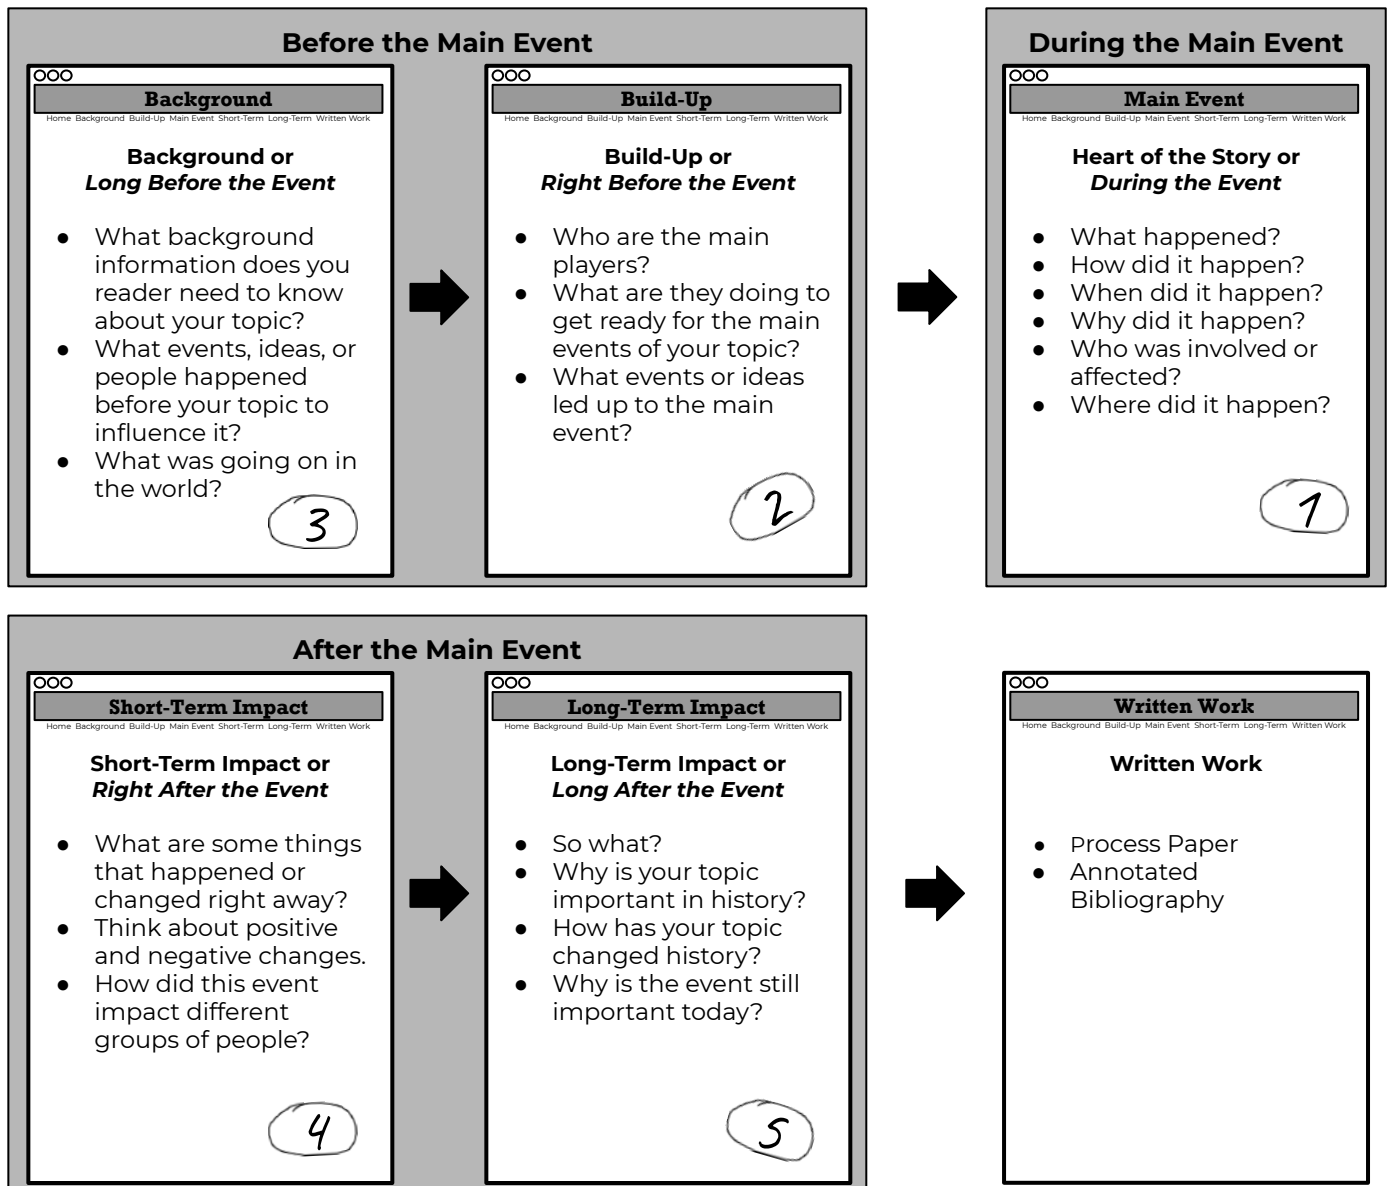 Before the Main Event
Background
Home Background Build-Up Main Event Short-Term Long-Term Written Work
Background or
Long Before the Event
● What background
information does you
reader need to know
about your topic?
● What events, ideas, or
people happened
before your topic to
influence it?
● What was going on in
the world?
3
Build-Up
Home Background Build-Up Main Event Short-Term Long-Term Written Work
Build-Up or
Right Before the Event
● Who are the main
players?
● What are they doing to
get ready for the main
events of your topic?
● What events or ideas
led up to the main
event?
2
During the Main Event
Main Event
Home Background Build-Up Main Event Short-Term Long-Term Written Work
Heart of the Story or
During the Event
● What happened?
● How did it happen?
● When did it happen?
● Why did it happen?
● Who was involved or
affected?
● Where did it happen?
1
After the Main Event
Short-Term Impact
Home Background Build-Up Main Event Short-Term Long-Term Written Work
Short-Term Impact or
Right After the Event
● What are some things
that happened or
changed right away?
● Think about positive
and negative changes.
● How did this event
impact different
groups of people?
4
Long-Term Impact
Home Background Build-Up Main Event Short-Term Long-Term Written Work
Long-Term Impact or
Long After the Event
● So what?
● Why is your topic
important in history?
● How has your topic
changed history?
● Why is the event still
important today?
5
Written Work
Home Background Build-Up Main Event Short-Term Long-Term Written Work
Written Work
● Process Paper
● Annotated
Bibliography